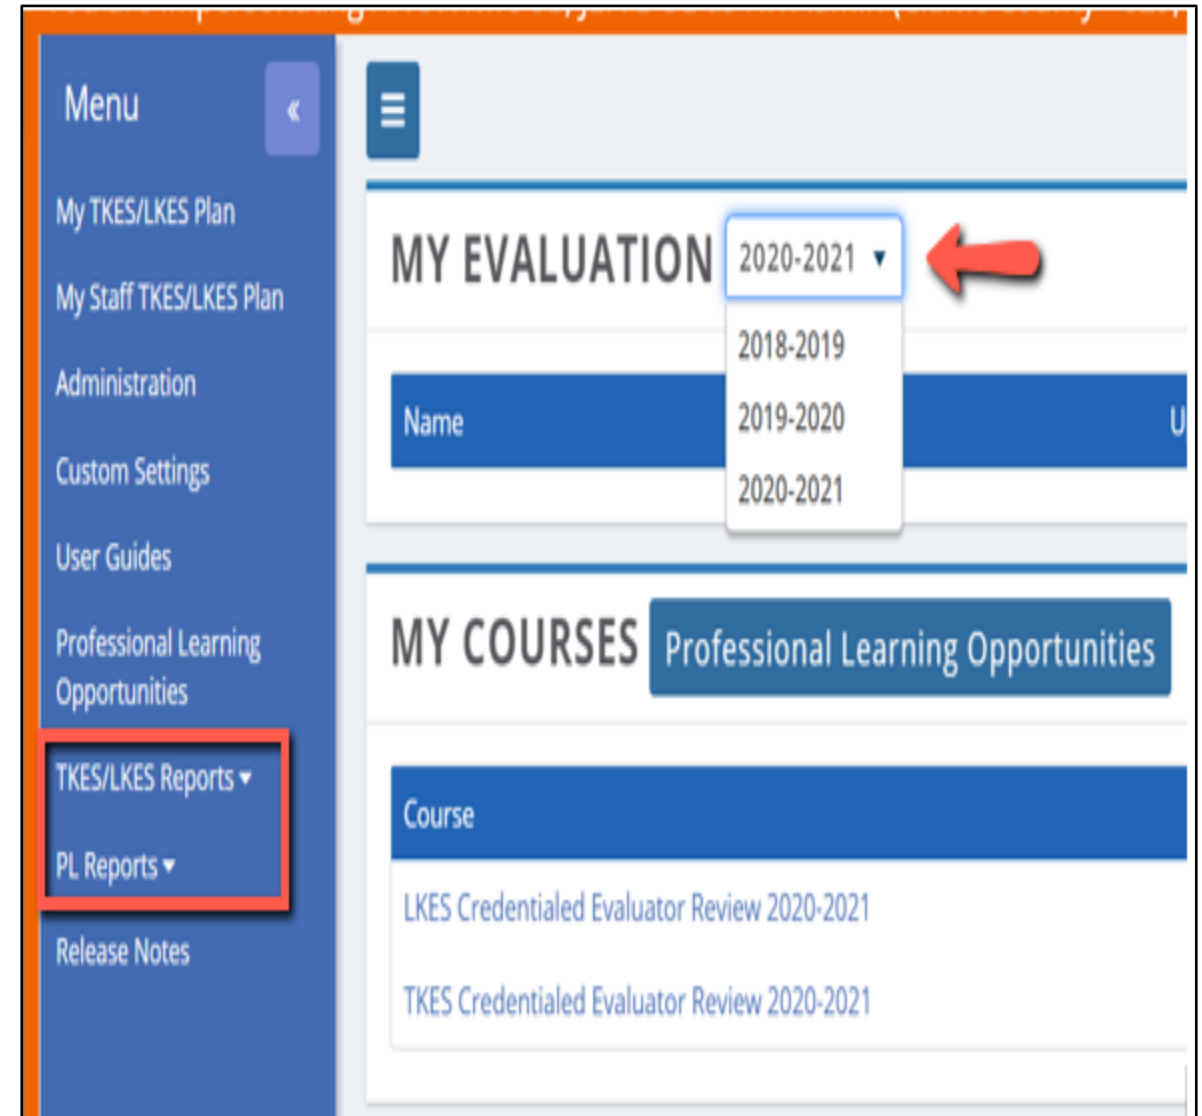 Menu
«
My TKES/LKES Plan
My Staff TKES/LKES Plan
Administration
Custom Settings
User Guides
Professional Learning
Opportunities
TKES/LKES Reports
PL Reports
Release Notes
MY EVALUATION 2020-2021
2018-2019
2019-2020
2020-2021
Name
MY COURSES Professional Learning Opportunities
Course
LKES Credentialed Evaluator Review 2020-2021
TKES Credentialed Evaluator Review 2020-2021